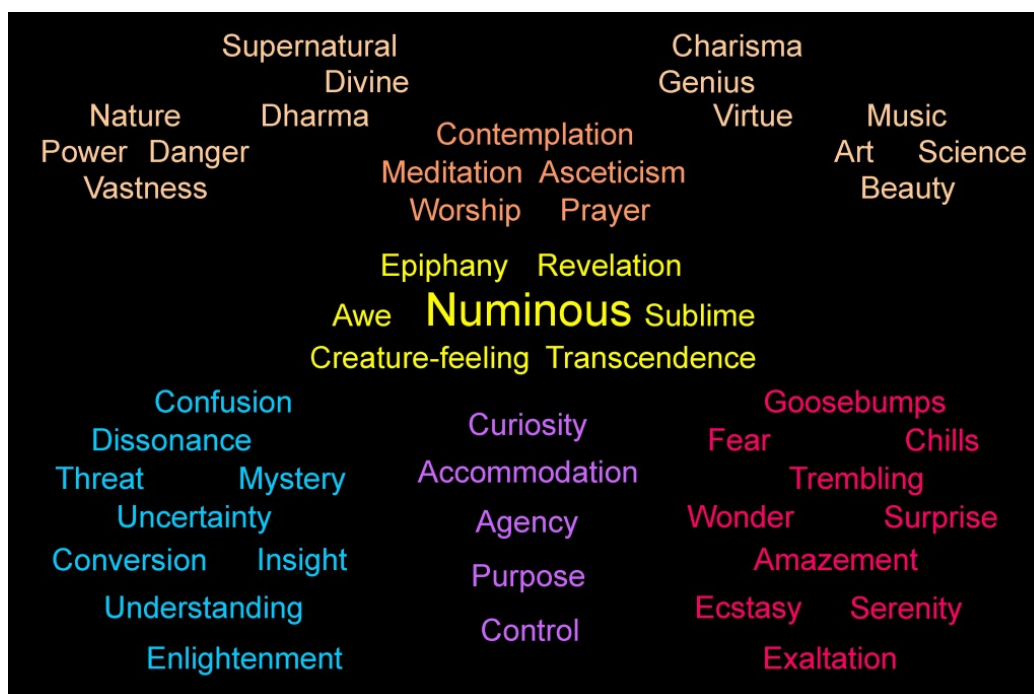 Supernatural Charisma
Divine Genius
Nature Dharma Virtue Music
Contemplation
Power Danger Art Science
Meditation Asceticism
Vastness Beauty
Worship Prayer
Epiphany Revelation
Awe Numinous Sublime
Creature-feeling Transcendence
Confusion Goosebumps
Curiosity
Dissonance Fear Chills
Accommodation
Threat Mystery Trembling
Uncertainty Agency Wonder Surprise
Conversion Insight Amazement
Purpose
Understanding Ecstasy Serenity
Control
Enlightenment Exaltation